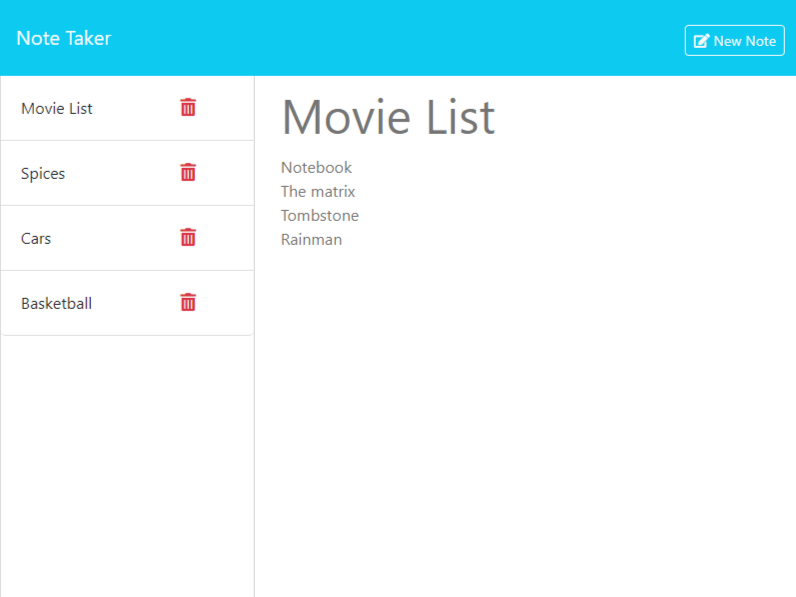 Note Taker
New Note
Movie List
Spices
Cars
Basketball
Movie List
Notebook
The matrix
Tombstone
Rainman